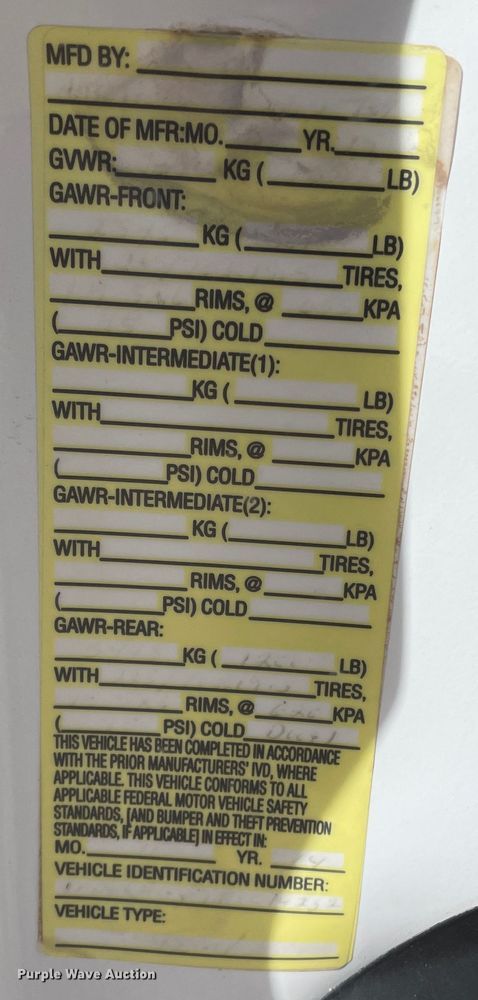 MFD BY:
DATE OF MFR:MO. YR.
GVWR: KG ( LB)
GAWR-FRONT:
KG ( LB)
WITH TIRES,
RIMS, @ KPA
( PSI) COLD
GAWR-INTERMEDIATE(1):
KG ( LB)
WITH TIRES,
RIMS, @ KPA
( PSI) COLD
GAWR-INTERMEDIATE(2):
KG ( LB)
WITH TIRES,
RIMS, @ KPA
( PSI) COLD
GAWR-REAR:
KG ( LB)
WITH TIRES,
RIMS, @ KPA
( PSI) COLD
THIS VEHICLE HAS BEEN COMPLETED IN ACCORDANCE
WITH THE PRIOR MANUFACTURERS' IVD, WHERE
APPLICABLE. THIS VEHICLE CONFORMS TO ALL
APPLICABLE FEDERAL MOTOR VEHICLE SAFETY
STANDARDS, [AND BUMPER AND THEFT PREVENTION
STANDARDS, IF APPLICABLE] IN EFFECT IN:
MO. YR.
VEHICLE IDENTIFICATION NUMBER:
VEHICLE TYPE:
Purple Wave Auction